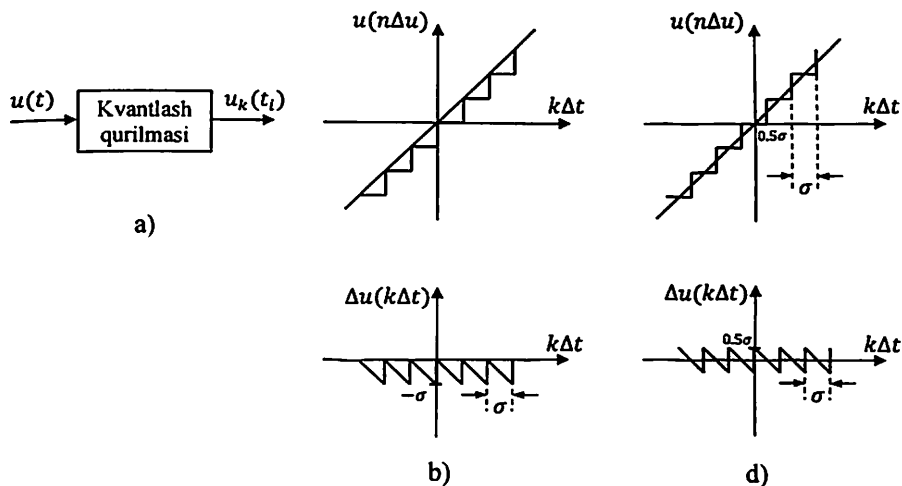 u(t)
Kvantlash
qurilmasi
u_k(t_i)
a)
u(nΔu)
kΔt
Δu(kΔt)
kΔt
−σ
σ
b)
u(nΔu)
kΔt
0.5σ
σ
Δu(kΔt)
0.5σ
kΔt
σ
d)